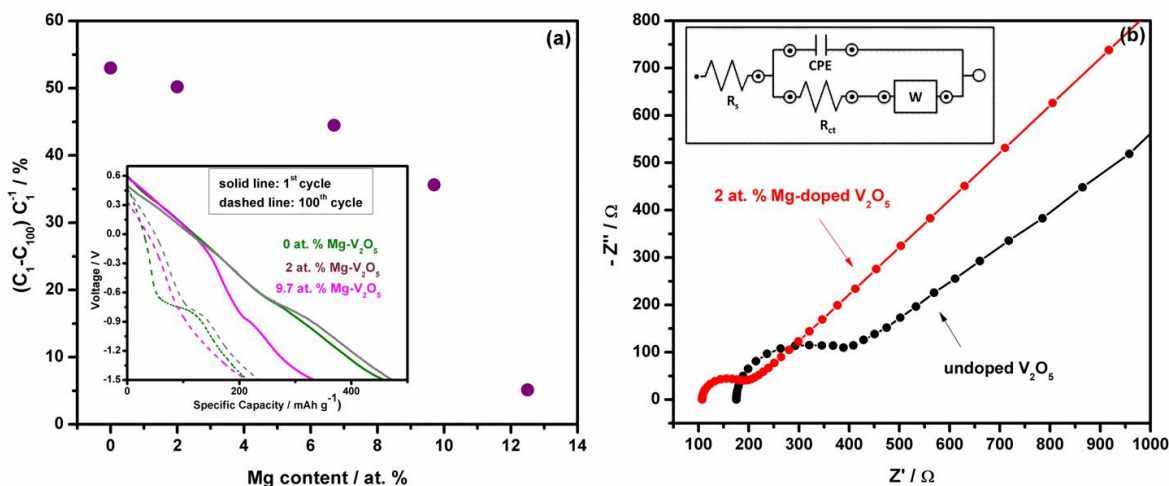 (a)
(C₁-C₁₀₀) C₁⁻¹ / %
60
50
40
30
20
10
0
0 2 4 6 8 10 12 14
Mg content / at. %
solid line: 1ˢᵗ cycle
dashed line: 100ᵗʰ cycle
0 at. % Mg-V₂O₅
2 at. % Mg-V₂O₅
9.7 at. % Mg-V₂O₅
Voltage / V
0.6
0.3
0.0
-0.3
-0.6
-0.9
-1.2
-1.5
0 200 400
Specific Capacity / mAh g⁻¹)
(b)
- Z'' / Ω
800
700
600
500
400
300
200
100
0
100 200 300 400 500 600 700 800 900 1000
Z' / Ω
Rₛ
CPE
R꜀ₜ
W
2 at. % Mg-doped V₂O₅
undoped V₂O₅